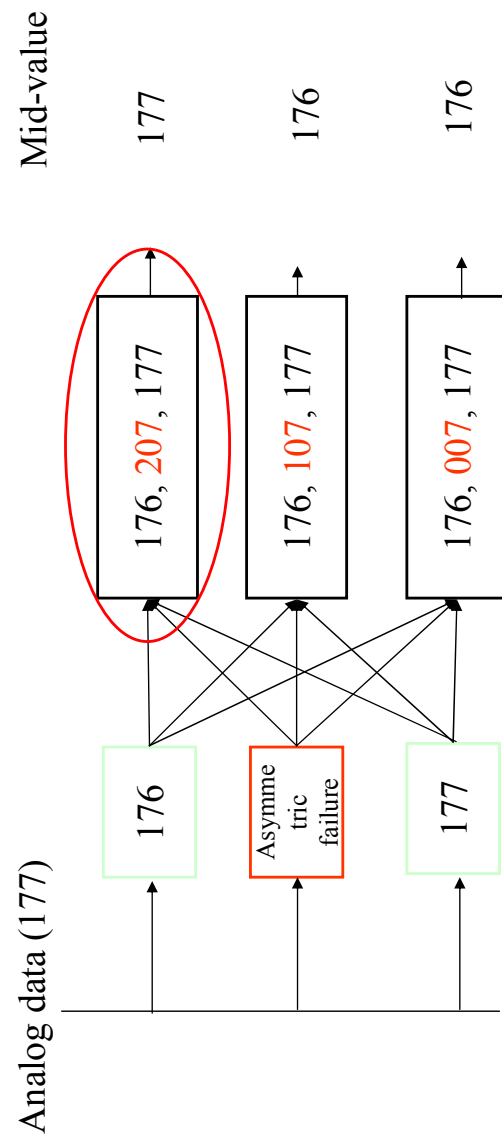 Analog data (177)
Mid-value
176
176, 207, 177
177
Asymme
tric
failure
176, 107, 177
176
177
176, 007, 177
176